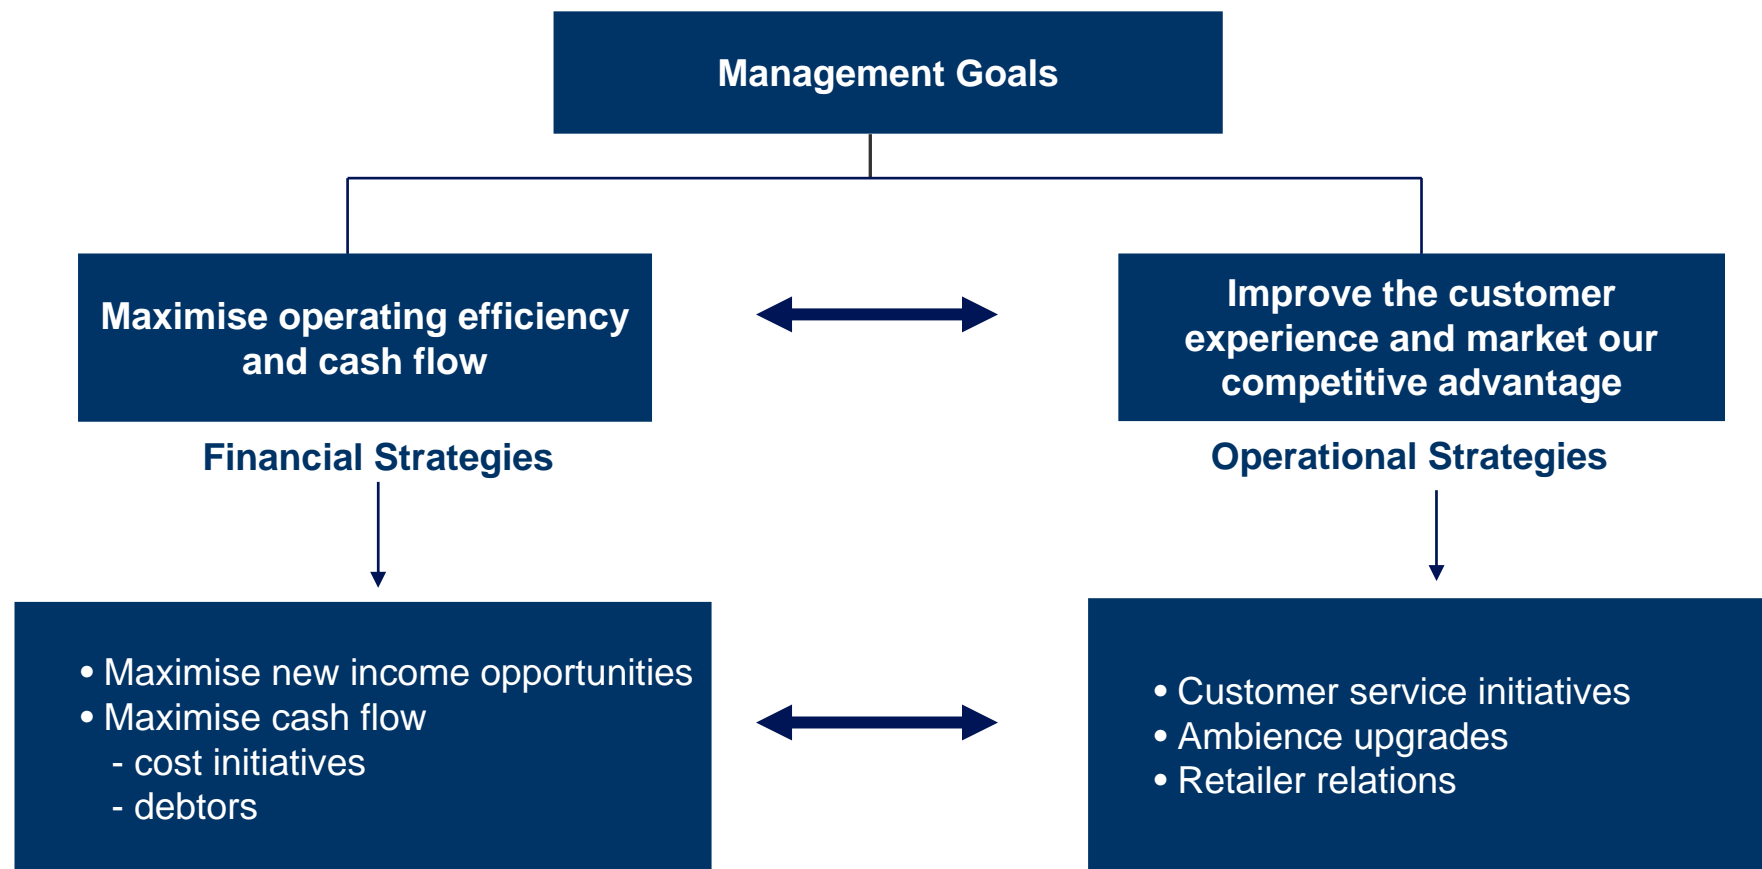 Management Goals
Maximise operating efficiency
and cash flow
Improve the customer
experience and market our
competitive advantage
Financial Strategies
Operational Strategies
• Maximise new income opportunities
• Maximise cash flow
- cost initiatives
- debtors
• Customer service initiatives
• Ambience upgrades
• Retailer relations